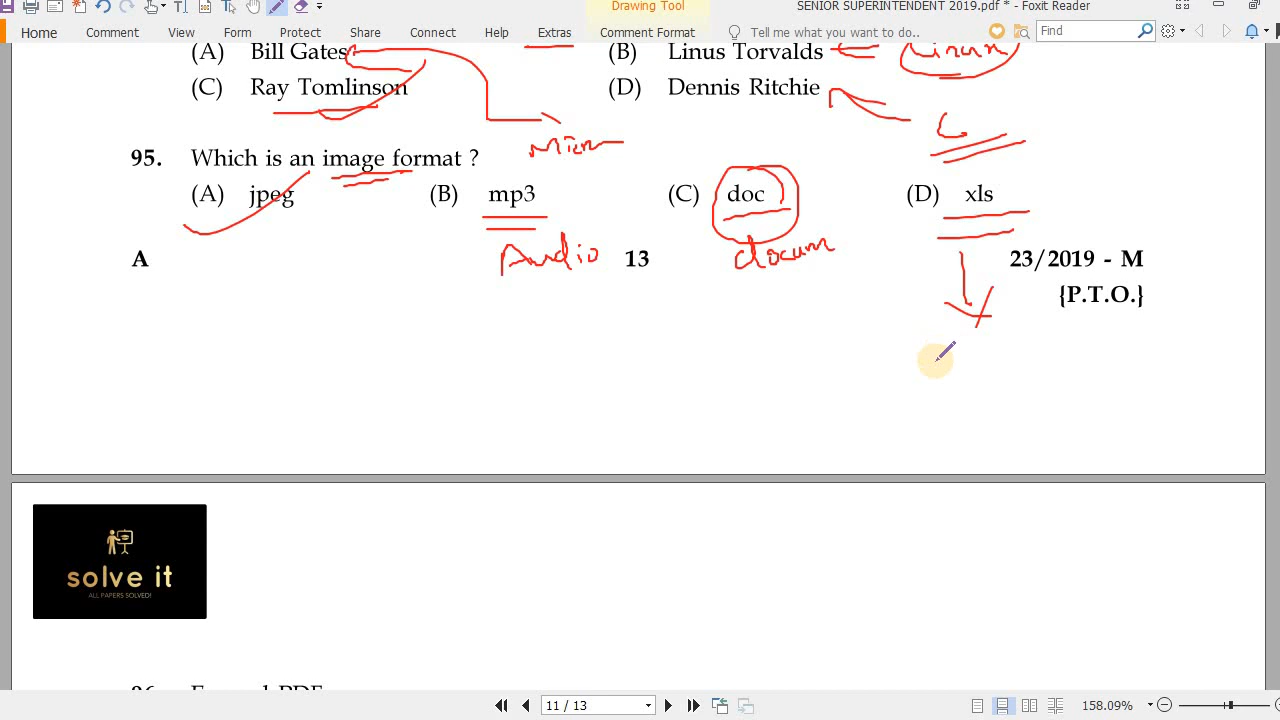 Drawing Tool
SENIOR SUPERINTENDENT 2019.pdf * - Foxit Reader
Home Comment View Form Protect Share Connect Help Extras Comment Format Tell me what you want to do.. Find
(A) Bill Gates (B) Linus Torvalds
(C) Ray Tomlinson (D) Dennis Ritchie
95. Which is an image format ?
(A) jpeg (B) mp3 (C) doc (D) xls
Audio
docum
A 13 23/2019 - M
{P.T.O.}
solve it
ALL PAPERS SOLVED!
11 / 13
158.09%